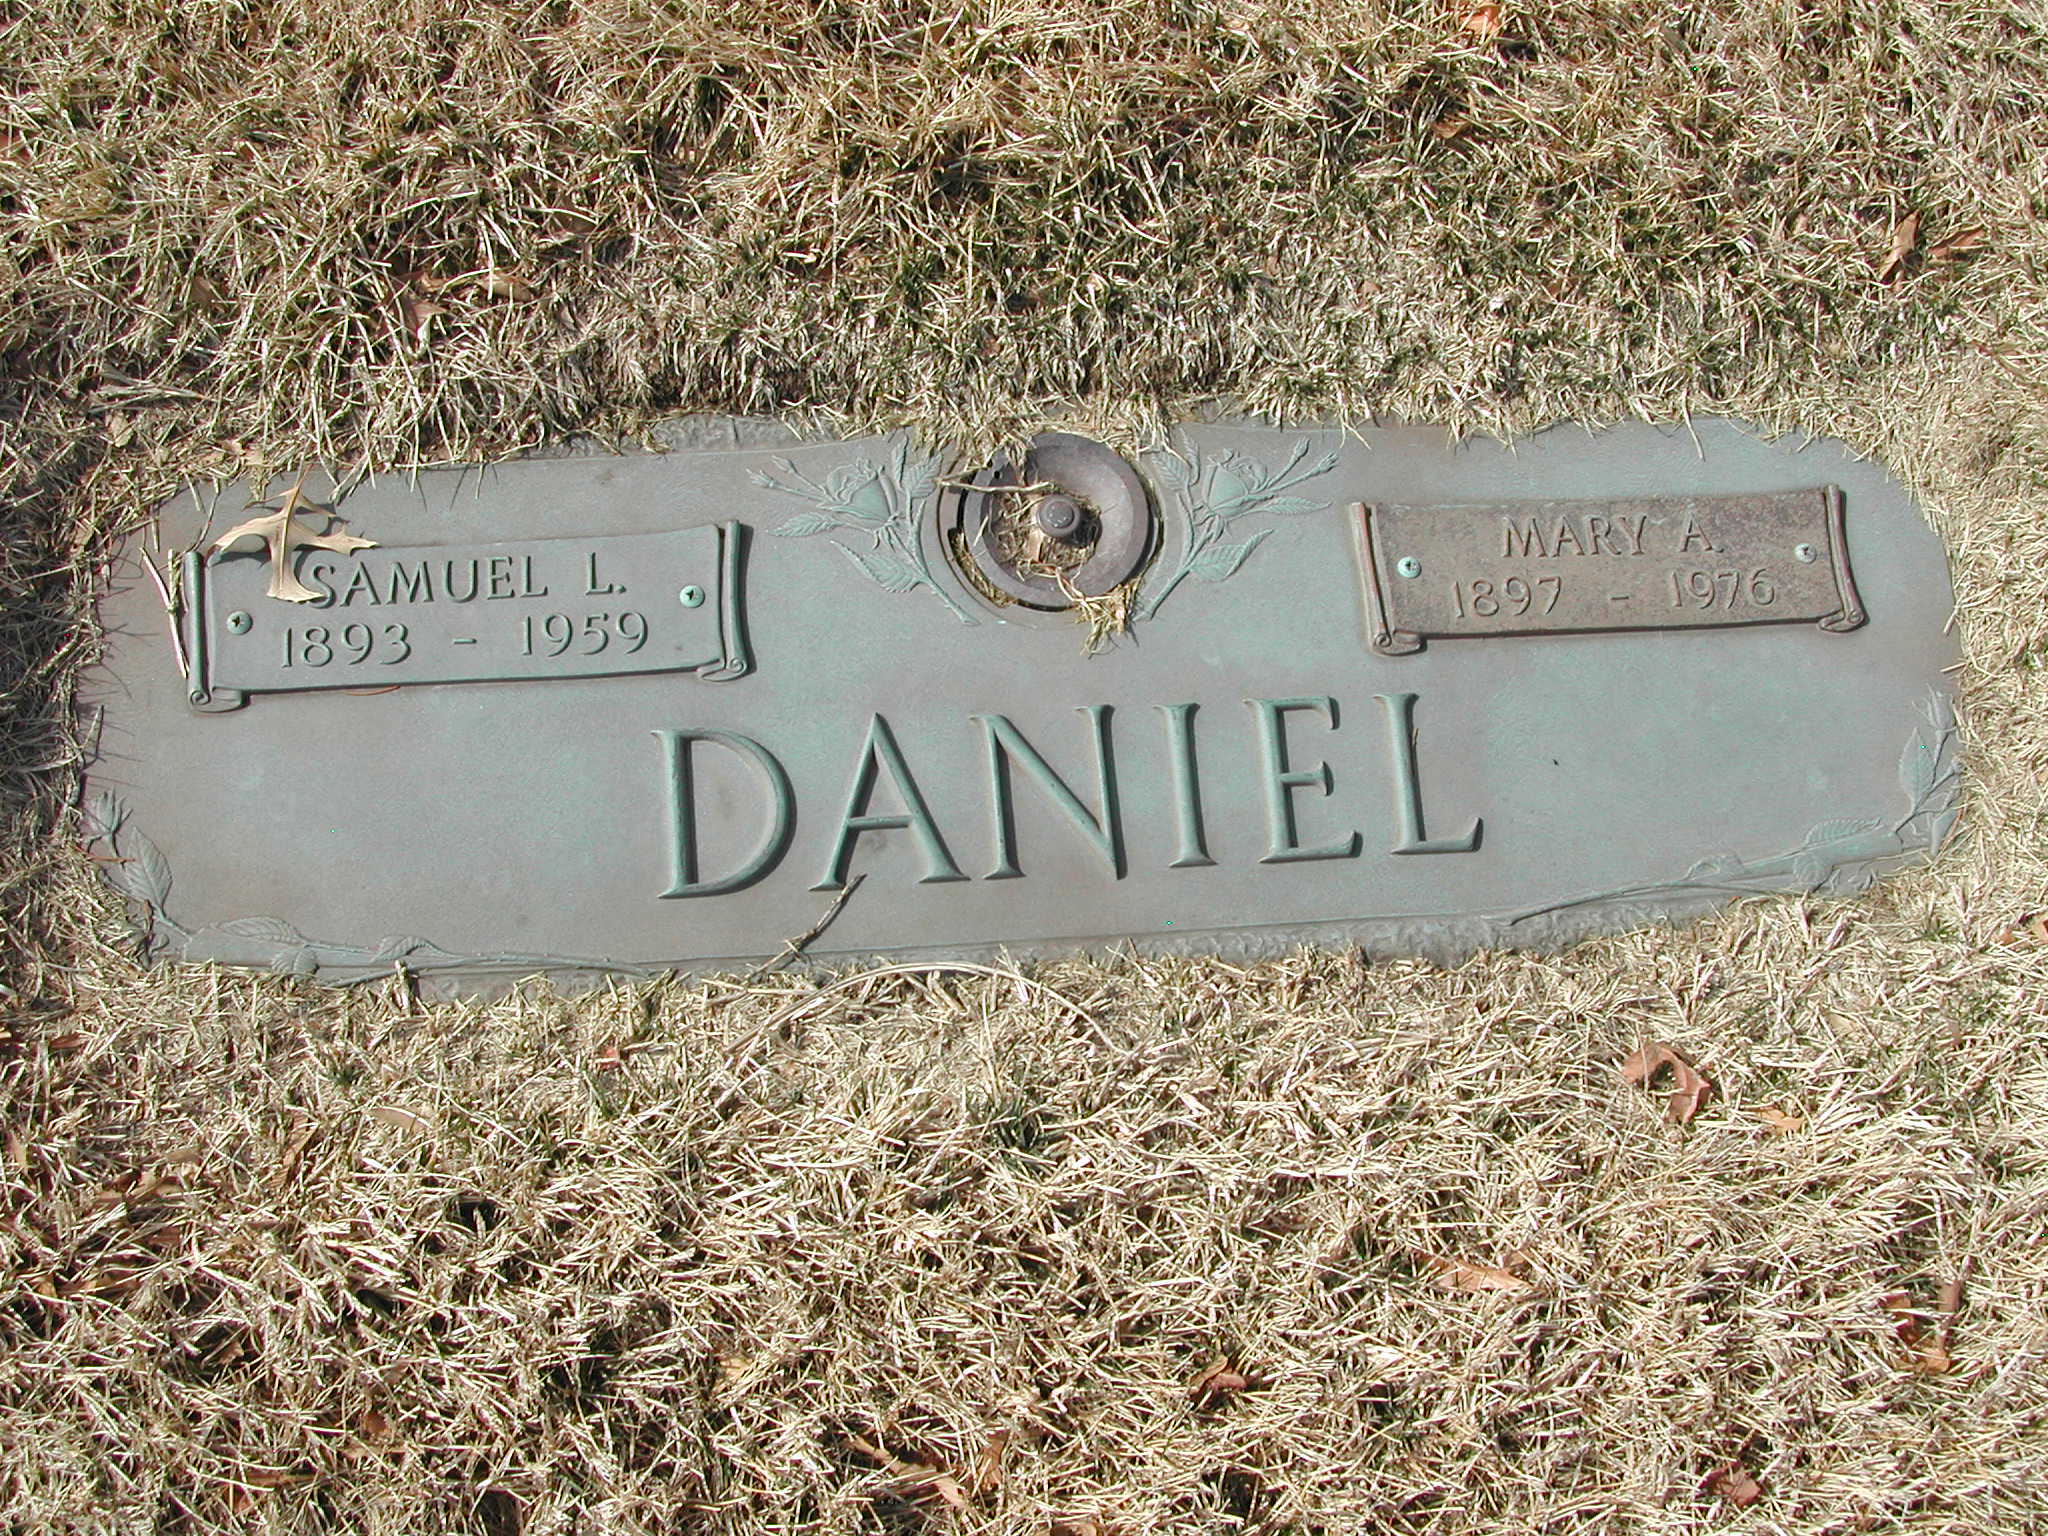 SAMUEL L.
1893 - 1959
MARY A.
1897 - 1976
DANIEL